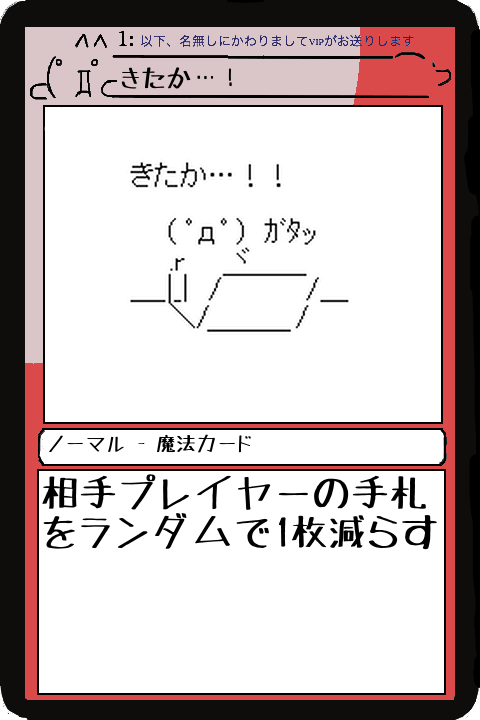 1: 以下、名無しにかわりましてVIPがお送りします
きたか…！
きたか…！！
( ﾟдﾟ) ガタッ
ノーマル - 魔法カード
相手プレイヤーの手札
をランダムで1枚減らす